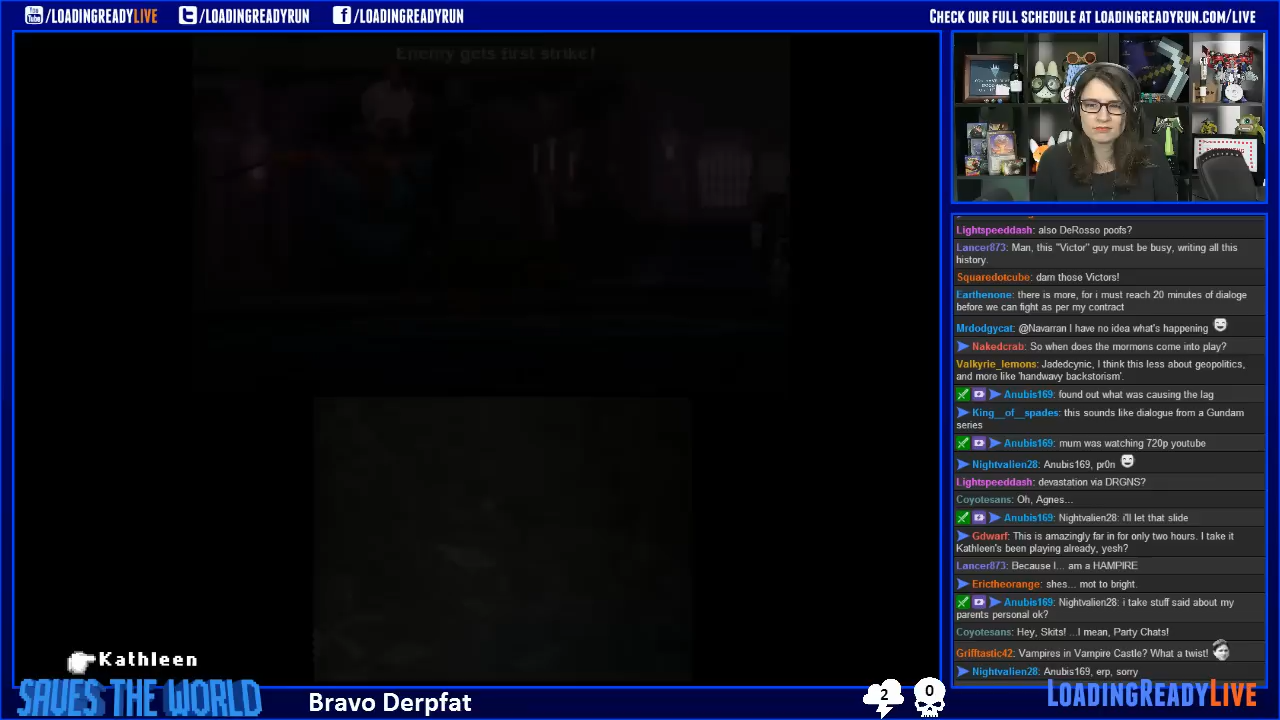 /LOADINGREADYLIVE
/LOADINGREADYRUN
/LOADINGREADYRUN
CHECK OUR FULL SCHEDULE AT LOADINGREADYRUN.COM/LIVE
Enemy gets first strike!
Lightspeeddash: also DeRosso poofs?
Lancer873: Man, this "Victor" guy must be busy, writing all this
history.
Squaredotcube: darn those Victors!
Earthenone: there is more, for i must reach 20 minutes of dialoge
before we can fight as per my contract
Mrdodgycat: @Navarran I have no idea what's happening
Nakedcrab: So when does the mormons come into play?
Valkyrie_lemons: Jadedcynic, I think this less about geopolitics,
and more like 'handwavy backstorism'.
Anubis169: found out what was causing the lag
King__of__spades: this sounds like dialogue from a Gundam
series
Anubis169: mum was watching 720p youtube
Nightvalien28: Anubis169, pr0n
Lightspeeddash: devastation via DRGNS?
Coyotesans: Oh, Agnes...
Anubis169: Nightvalien28: i'll let that slide
Gdwarf: This is amazingly far in for only two hours. I take it
Kathleen's been playing already, yesh?
Lancer873: Because I... am a HAMPIRE
Erictheorange: shes... mot to bright.
Anubis169: Nightvalien28: i take stuff said about my
parents personal ok?
Coyotesans: Hey, Skits! ...I mean, Party Chats!
Grifftastic42: Vampires in Vampire Castle? What a twist!
Nightvalien28: Anubis169, erp, sorry
Kathleen
SAVES THE WORLD
Bravo Derpfat
2
0
LOADINGREADYLIVE